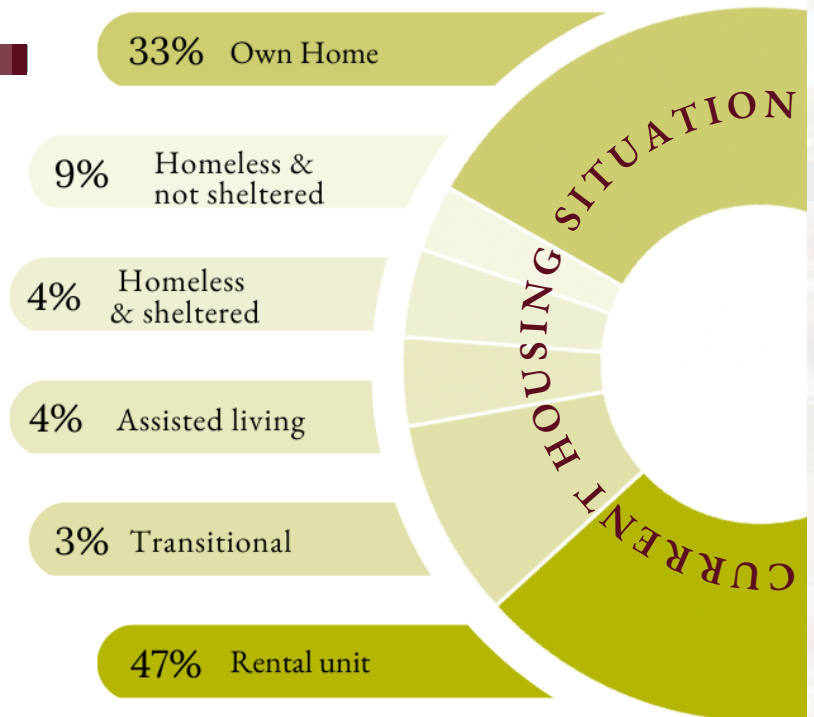 33% Own Home
9% Homeless &
not sheltered
4% Homeless
& sheltered
4% Assisted living
3% Transitional
47% Rental unit
CURRENT HOUSING SITUATION